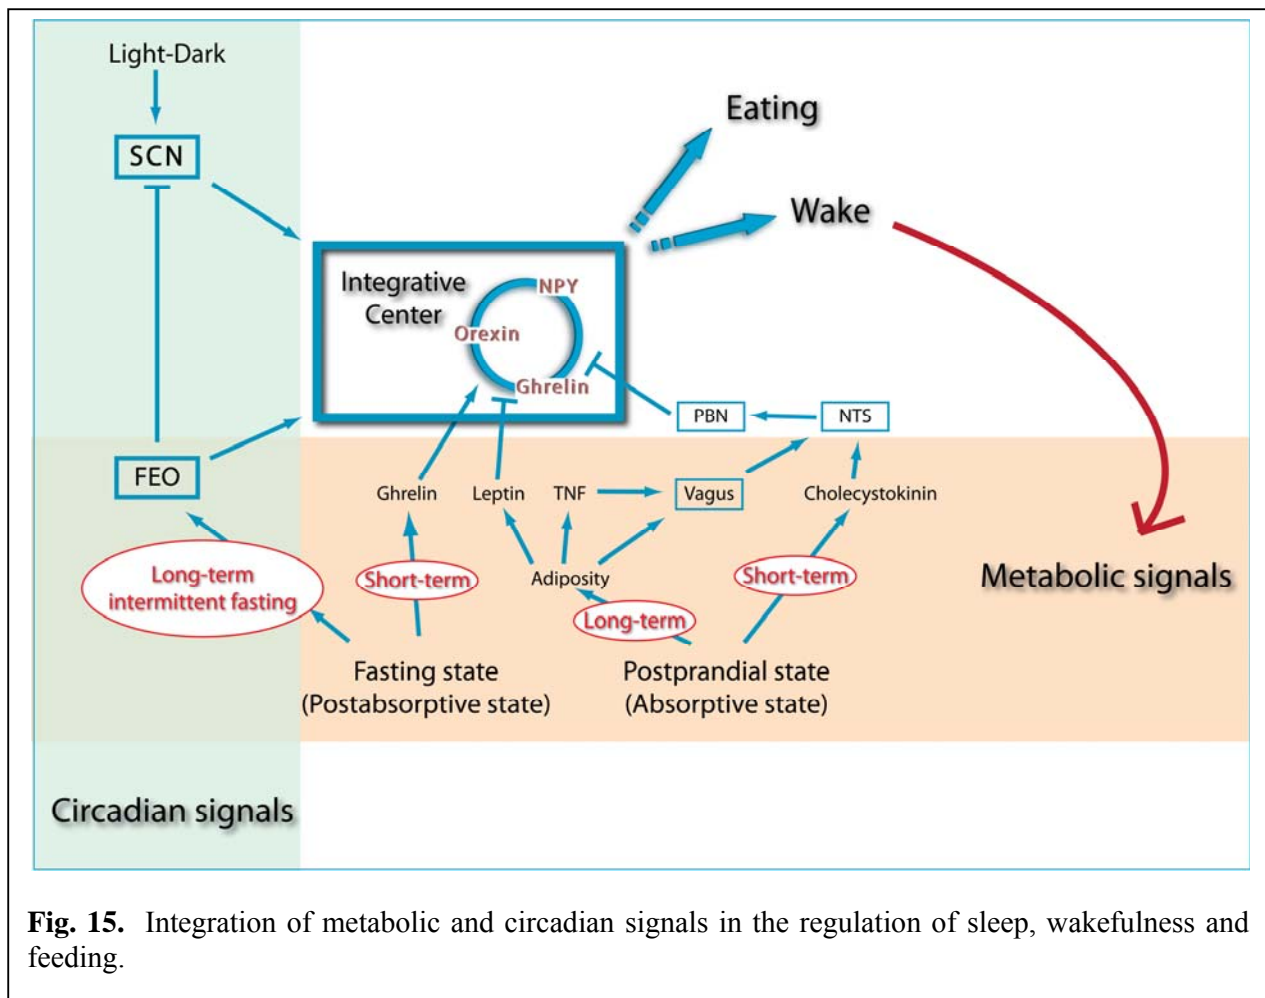 Light-Dark
SCN
Eating
Wake
Integrative
Center
NPY
Orexin
Ghrelin
PBN
NTS
FEO
Ghrelin
Leptin
TNF
Vagus
Cholecystokinin
Long-term
intermittent fasting
Short-term
Adiposity
Short-term
Long-term
Metabolic signals
Fasting state
(Postabsorptive state)
Postprandial state
(Absorptive state)
Circadian signals
Fig. 15. Integration of metabolic and circadian signals in the regulation of sleep, wakefulness and
feeding.